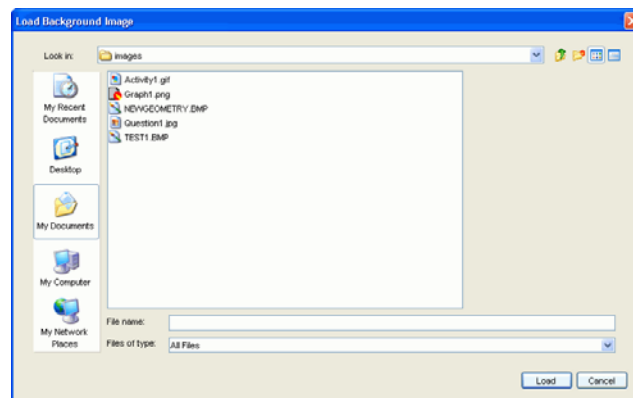 Load Background Image
Look in:
images
My Recent
Documents
Desktop
My Documents
My Computer
My Network
Places
Activity1.gif
Graph1.png
NEWGEOMETRY.BMP
Question1.jpg
TEST1.BMP
File name:
Files of type:
All Files
Load
Cancel